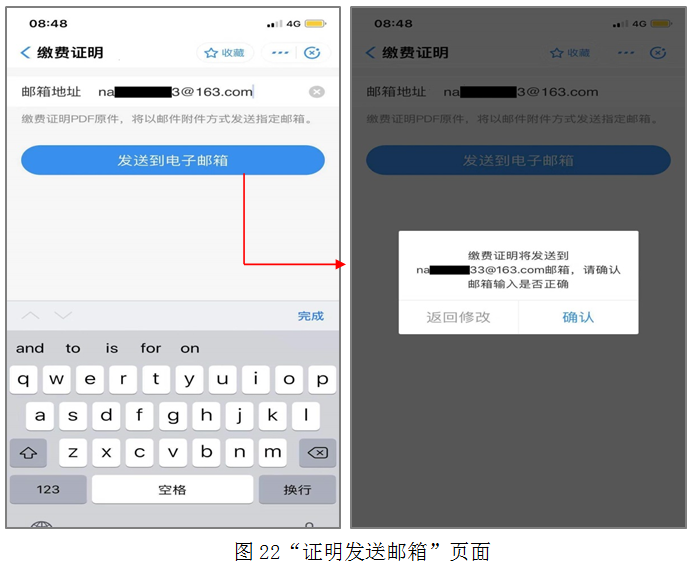 08:48
4G
缴费证明
收藏
邮箱地址 na 3@163.com
缴费证明PDF原件，将以邮件附件方式发送指定邮箱。
发送到电子邮箱
完成
and to is for on
q w e r t y u i o p
a s d f g h j k l
z x c v b n m
123 空格 换行
08:48
4G
缴费证明
收藏
邮箱地址 na 3@163.com
缴费证明PDF原件，将以邮件附件方式发送指定邮箱。
发送到电子邮箱
缴费证明将发送到
na 33@163.com邮箱，请确认
邮箱输入是否正确
返回修改 确认
图 22“证明发送邮箱”页面